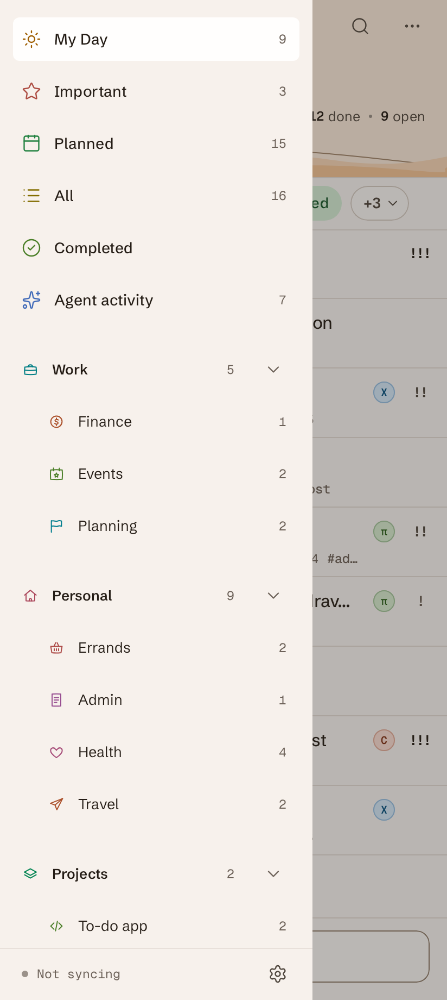 My Day 9
Important 3
12 done • 9 open
Planned 15
All 16
ed +3
Completed !!!
Agent activity 7
on
Work 5
X !!
Finance 1
Events 2
ost
Planning 2
π !!
4 #ad…
Personal 9
rav… π !
Errands 2
Admin 1
Health 4
st C !!!
Travel 2
X
Projects 2
To-do app 2
Not syncing